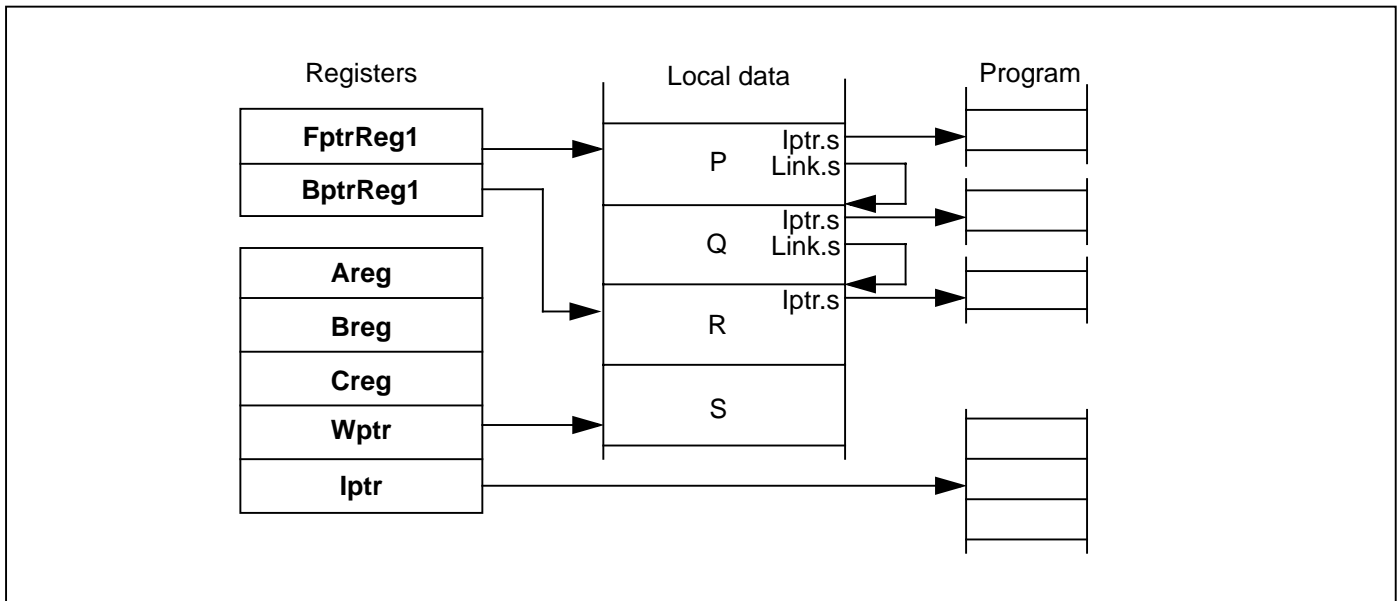 Registers
Local data
Program
FptrReg1
BptrReg1
Areg
Breg
Creg
Wptr
Iptr
P
Iptr.s
Link.s
Q
Iptr.s
Link.s
R
Iptr.s
S